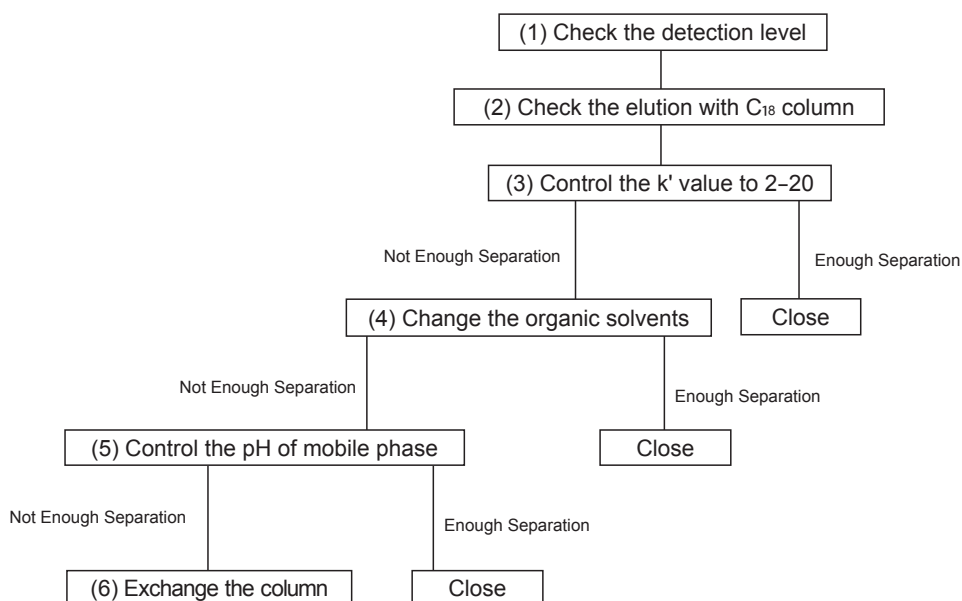 (1) Check the detection level
(2) Check the elution with C₁₈ column
(3) Control the k' value to 2–20
Not Enough Separation
Enough Separation
(4) Change the organic solvents
Close
Not Enough Separation
Enough Separation
(5) Control the pH of mobile phase
Close
Not Enough Separation
Enough Separation
(6) Exchange the column
Close